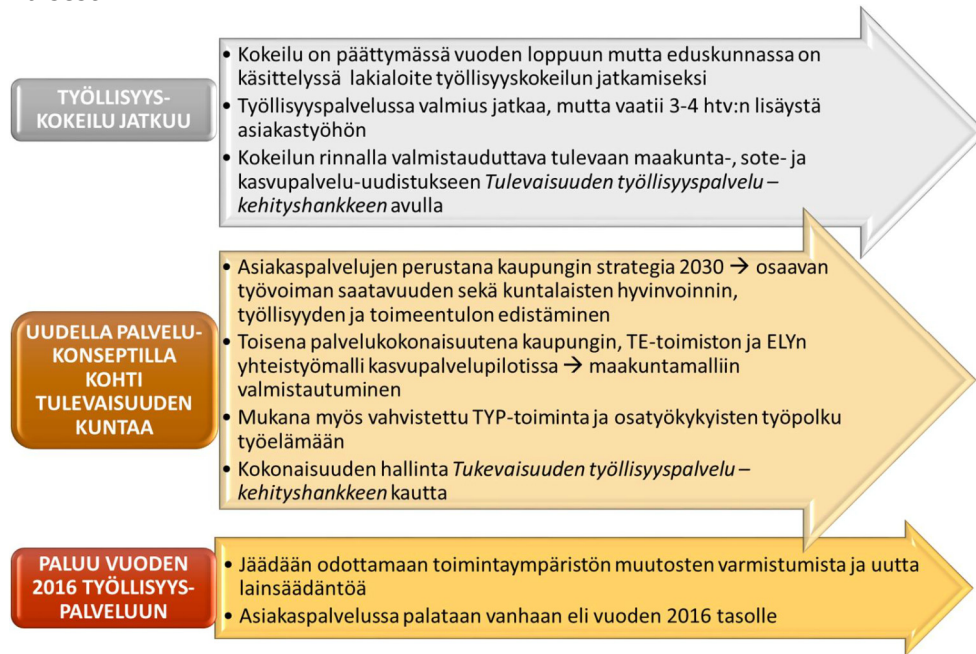 TYÖLLISYYS-
KOKEILU JATKUU
• Kokeilu on päättymässä vuoden loppuun mutta eduskunnassa on
käsittelyssä lakialoite työllisyyskokeilun jatkamiseksi
• Työllisyyspalvelussa valmius jatkaa, mutta vaatii 3-4 htv:n lisäystä
asiakastyöhön
• Kokeilun rinnalla valmistauduttava tulevaan maakunta-, sote- ja
kasvupalvelu-uudistukseen Tulevaisuuden työllisyyspalvelu –
kehityshankkeen avulla
UUDELLA PALVELU-
KONSEPTILLA
KOHTI
TULEVAISUUDEN
KUNTAA
• Asiakaspalvelujen perustana kaupungin strategia 2030 → osaavan
työvoiman saatavuuden sekä kuntalaisten hyvinvoinnin,
työllisyyden ja toimeentulon edistäminen
• Toisena palvelukokonaisuutena kaupungin, TE-toimiston ja ELYn
yhteistyömalli kasvupalvelupilotissa → maakuntamalliin
valmistautuminen
• Mukana myös vahvistettu TYP-toiminta ja osatyökykyisten työpolku
työelämään
• Kokonaisuuden hallinta Tukevaisuuden työllisyyspalvelu –
kehityshankkeen kautta
PALUU VUODEN
2016 TYÖLLISYYS-
PALVELUUN
• Jäädään odottamaan toimintaympäristön muutosten varmistumista ja uutta
lainsäädäntöä
• Asiakaspalvelussa palataan vanhaan eli vuoden 2016 tasolle